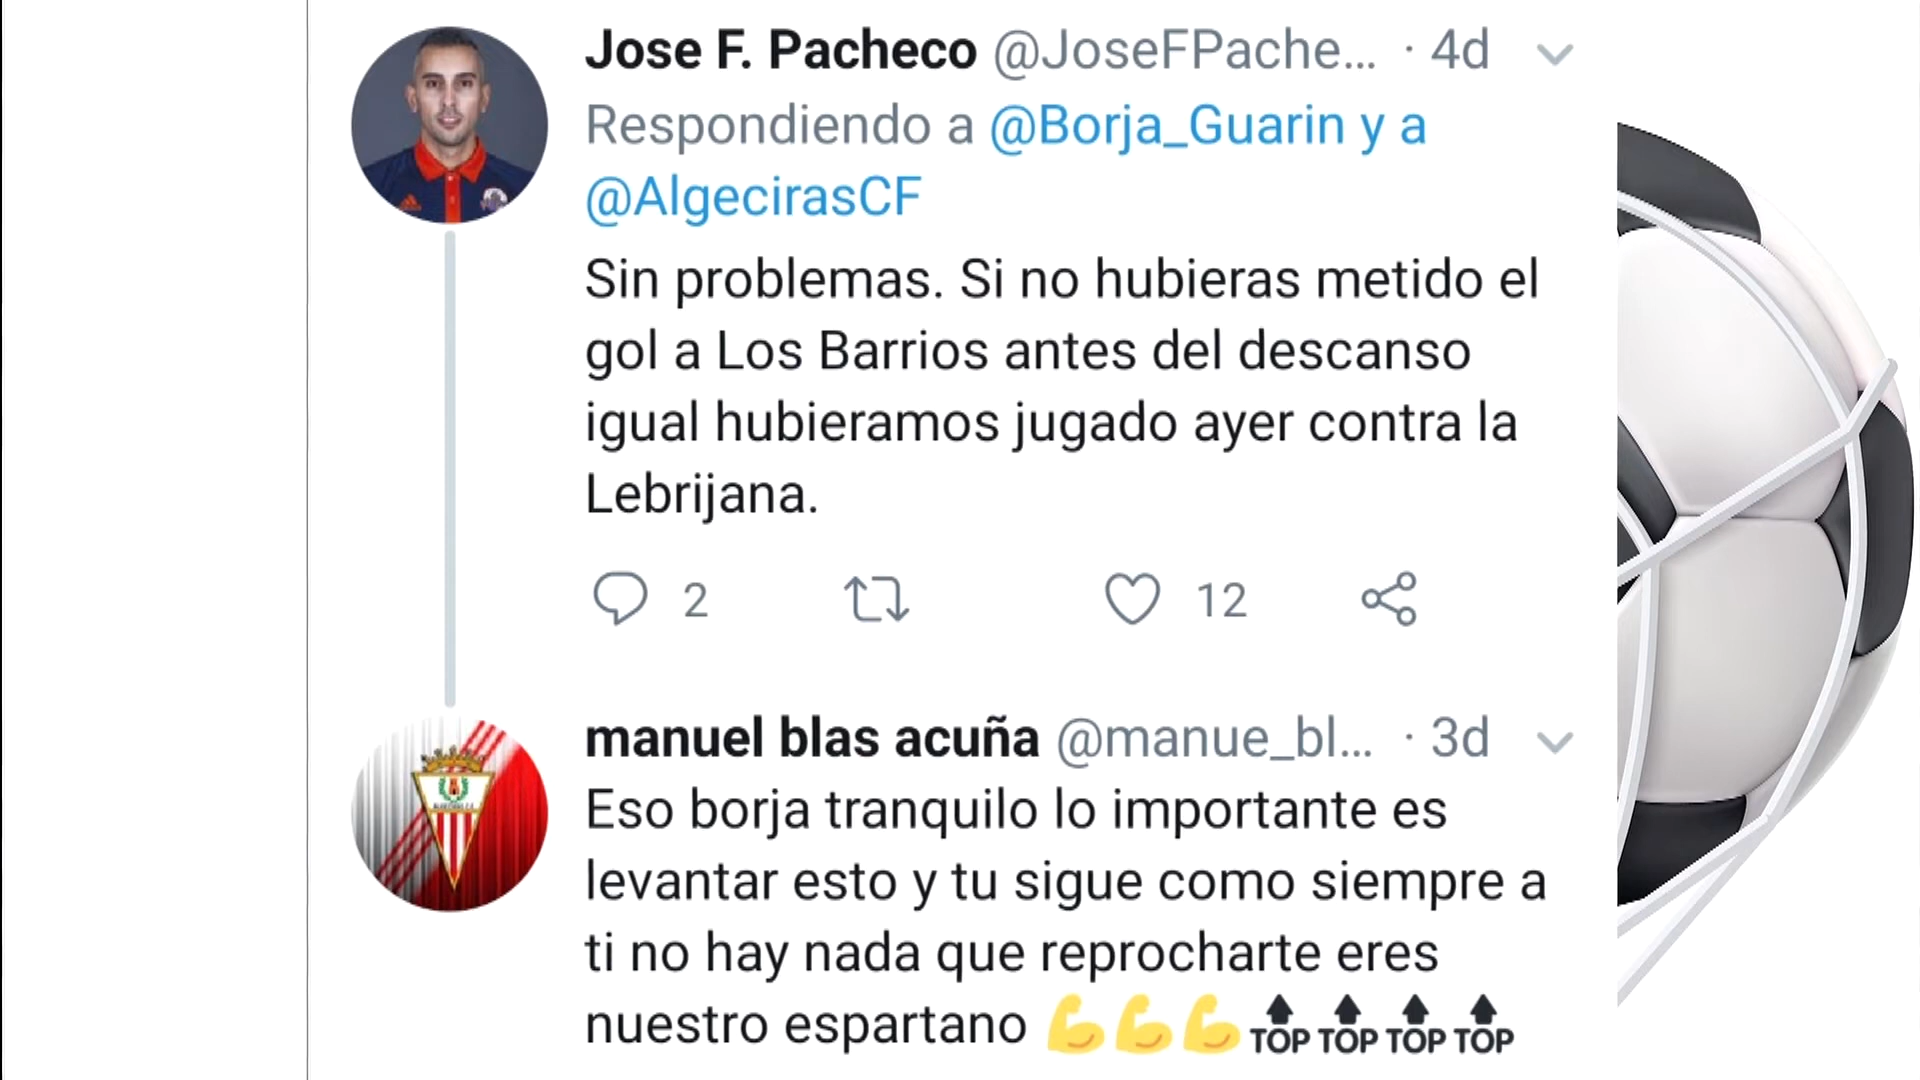 Jose F. Pacheco @JoseFPache... · 4d
Respondiendo a @Borja_Guarin y a
@AlgecirasCF
Sin problemas. Si no hubieras metido el
gol a Los Barrios antes del descanso
igual hubieramos jugado ayer contra la
Lebrijana.
2 12
manuel blas acuña @manue_bl... · 3d
Eso borja tranquilo lo importante es
levantar esto y tu sigue como siempre a
ti no hay nada que reprocharte eres
nuestro espartano 💪💪💪🔝🔝🔝🔝